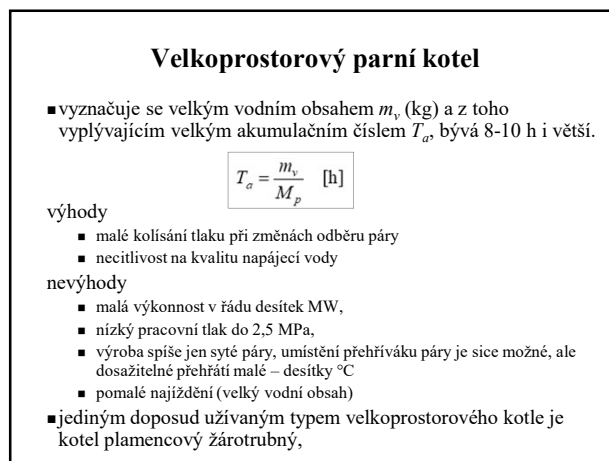 Velkoprostorový parní kotel
■ vyznačuje se velkým vodním obsahem m_v (kg) a z toho
vyplývajícím velkým akumulačním číslem T_a, bývá 8-10 h i větší.
T_a = m_v / M_p [h]
výhody
■ malé kolísání tlaku při změnách odběru páry
■ necitlivost na kvalitu napájecí vody
nevýhody
■ malá výkonnost v řádu desítek MW,
■ nízký pracovní tlak do 2,5 MPa,
■ výroba spíše jen syté páry, umístění přehříváku páry je sice možné, ale
dosažitelné přehřátí malé – desítky °C
■ pomalé najíždění (velký vodní obsah)
■ jediným doposud užívaným typem velkoprostorového kotle je
kotel plamencový žárotrubný,